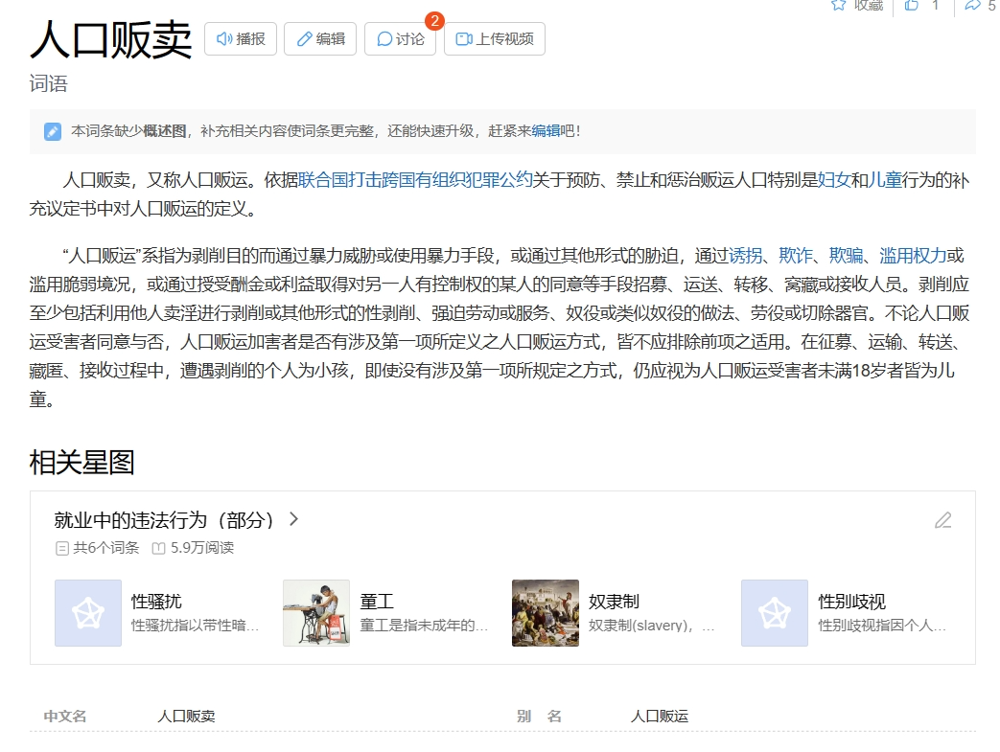 收藏 1 5
人口贩卖 播报 编辑 讨论 2 上传视频
词语
本词条缺少概述图，补充相关内容使词条更完整，还能快速升级，赶紧来编辑吧！
人口贩卖，又称人口贩运。依据联合国打击跨国有组织犯罪公约关于预防、禁止和惩治贩运人口特别是妇女和儿童行为的补
充议定书中对人口贩运的定义。
“人口贩运”系指为剥削目的而通过暴力威胁或使用暴力手段，或通过其他形式的胁迫，通过诱拐、欺诈、欺骗、滥用权力或
滥用脆弱境况，或通过授受酬金或利益取得对另一人有控制权的某人的同意等手段招募、运送、转移、窝藏或接收人员。剥削应
至少包括利用他人卖淫进行剥削或其他形式的性剥削、强迫劳动或服务、奴役或类似奴役的做法、劳役或切除器官。不论人口贩
运受害者同意与否，人口贩运加害者是否有涉及第一项所定义之人口贩运方式，皆不应排除前项之适用。在征募、运输、转送、
藏匿、接收过程中，遭遇剥削的个人为小孩，即使没有涉及第一项所规定之方式，仍应视为人口贩运受害者未满18岁者皆为儿
童。
相关星图
就业中的违法行为（部分）
共6个词条 5.9万阅读
性骚扰 童工 奴隶制 性别歧视
性骚扰指以带性暗... 童工是指未成年的... 奴隶制(slavery)，... 性别歧视指因个人...
中文名 人口贩卖 别 名 人口贩运